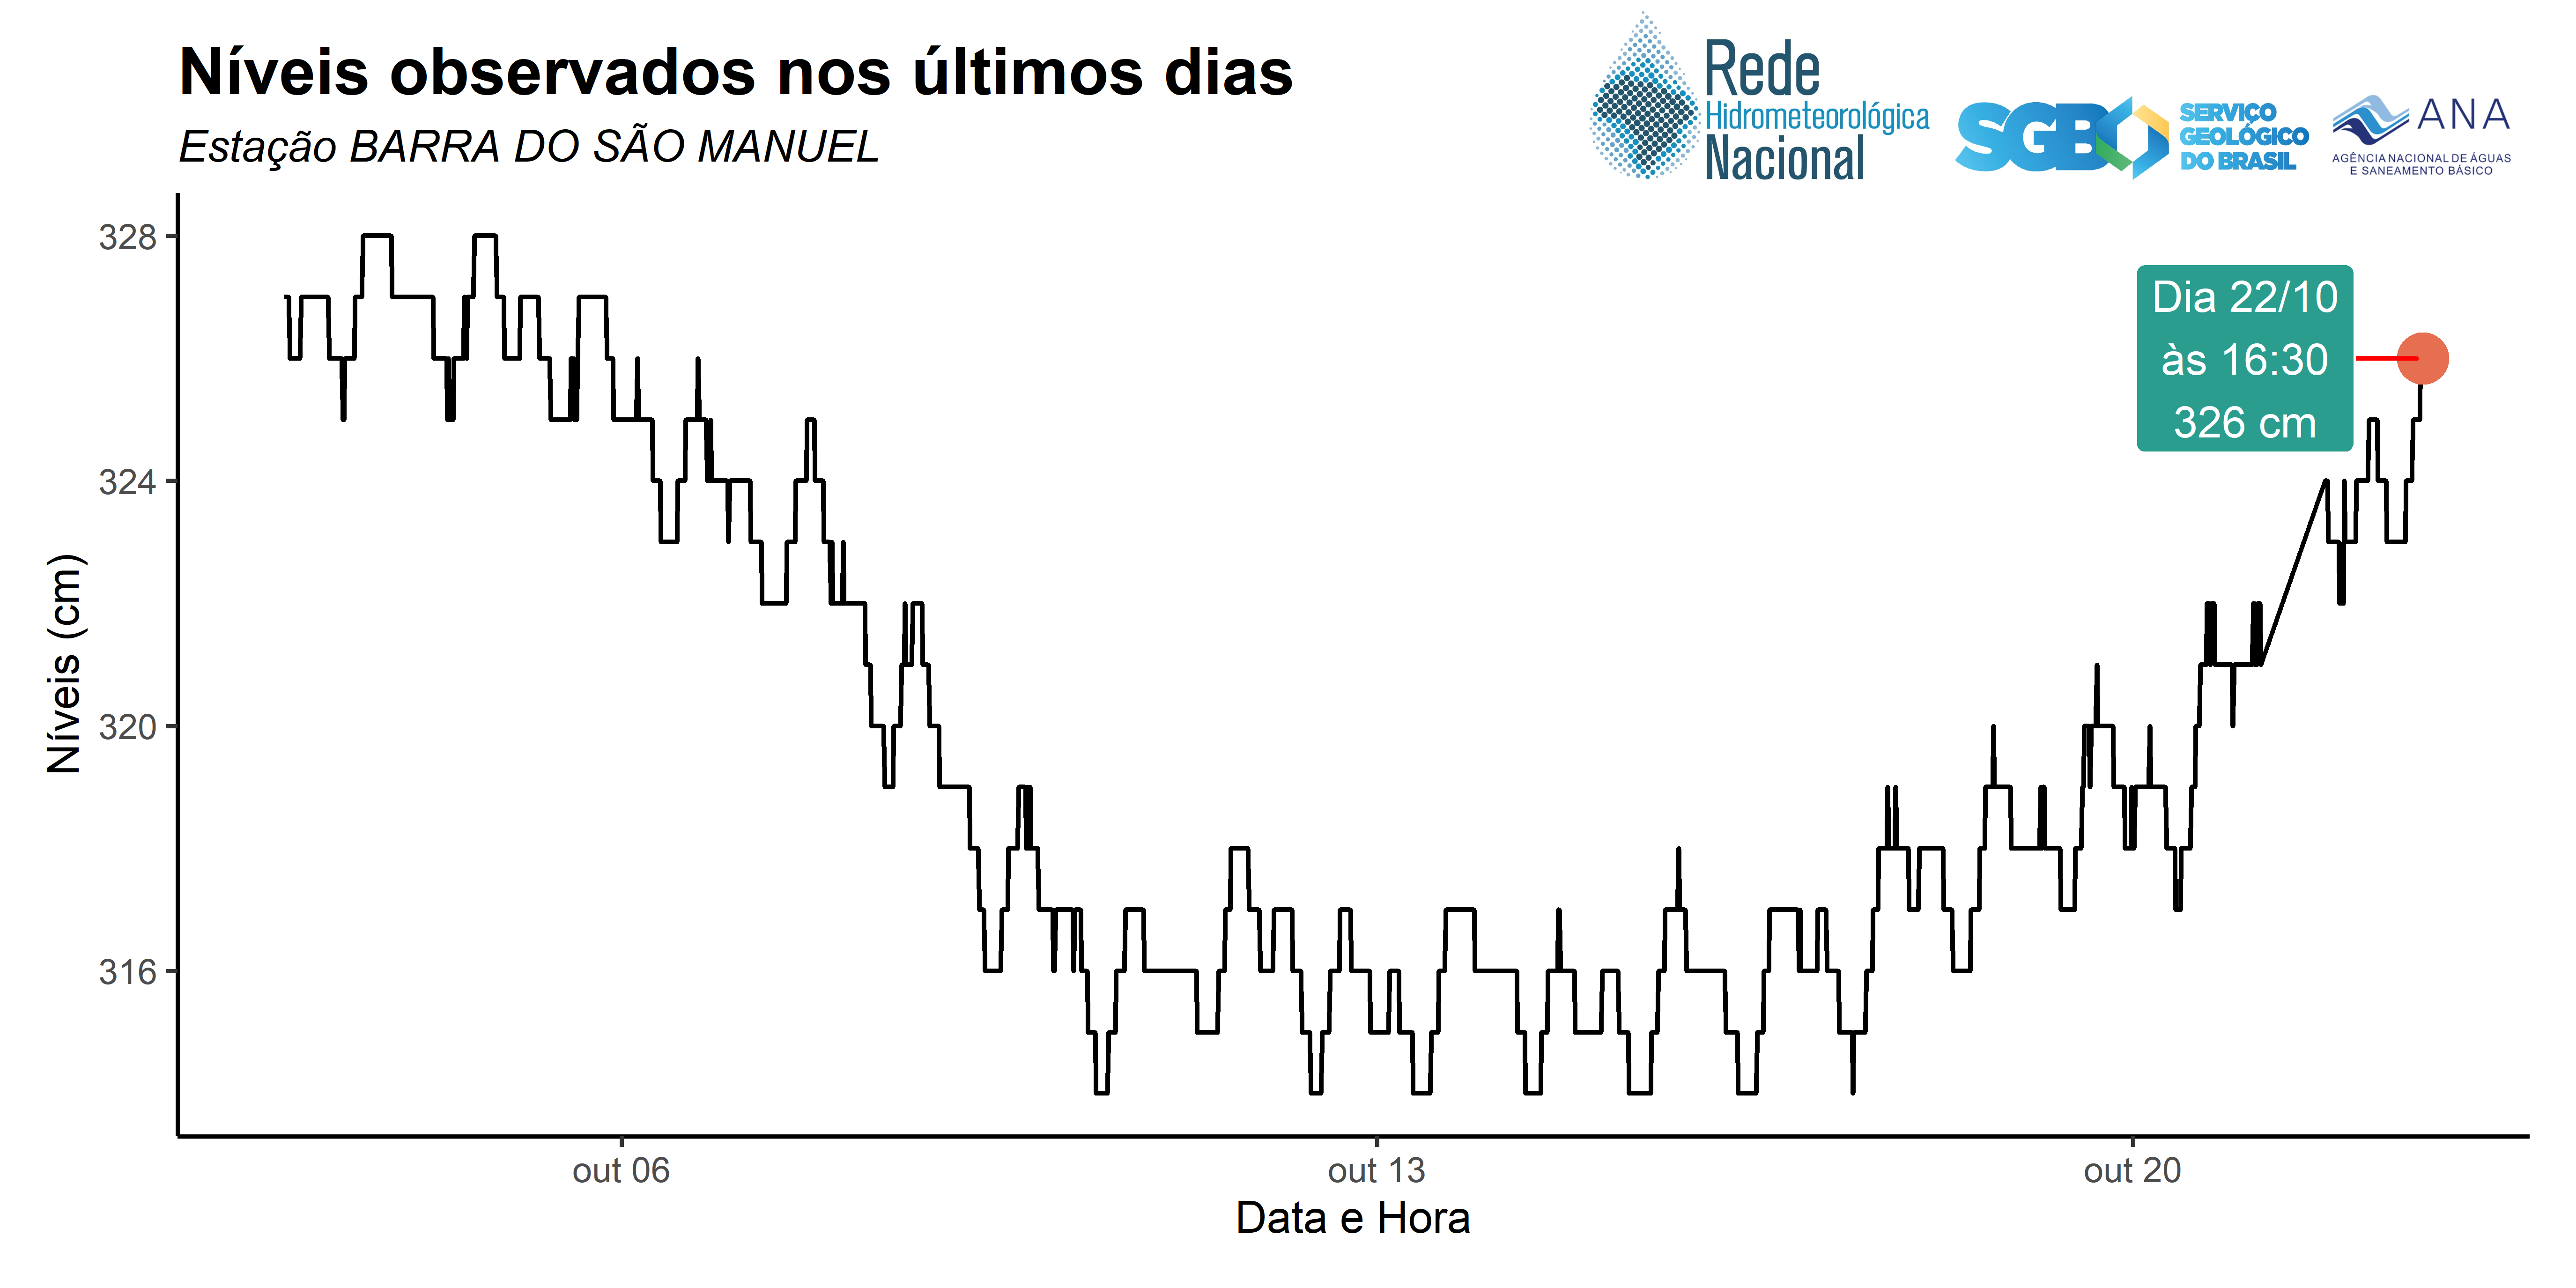 Níveis observados nos últimos dias
Estação BARRA DO SÃO MANUEL
Rede
Hidrometeorológica
Nacional
SGB
SERVIÇO
GEOLÓGICO
DO BRASIL
ANA
AGÊNCIA NACIONAL DE ÁGUAS
E SANEAMENTO BÁSICO
Níveis (cm)
328
324
320
316
Dia 22/10
às 16:30
326 cm
out 06
out 13
out 20
Data e Hora